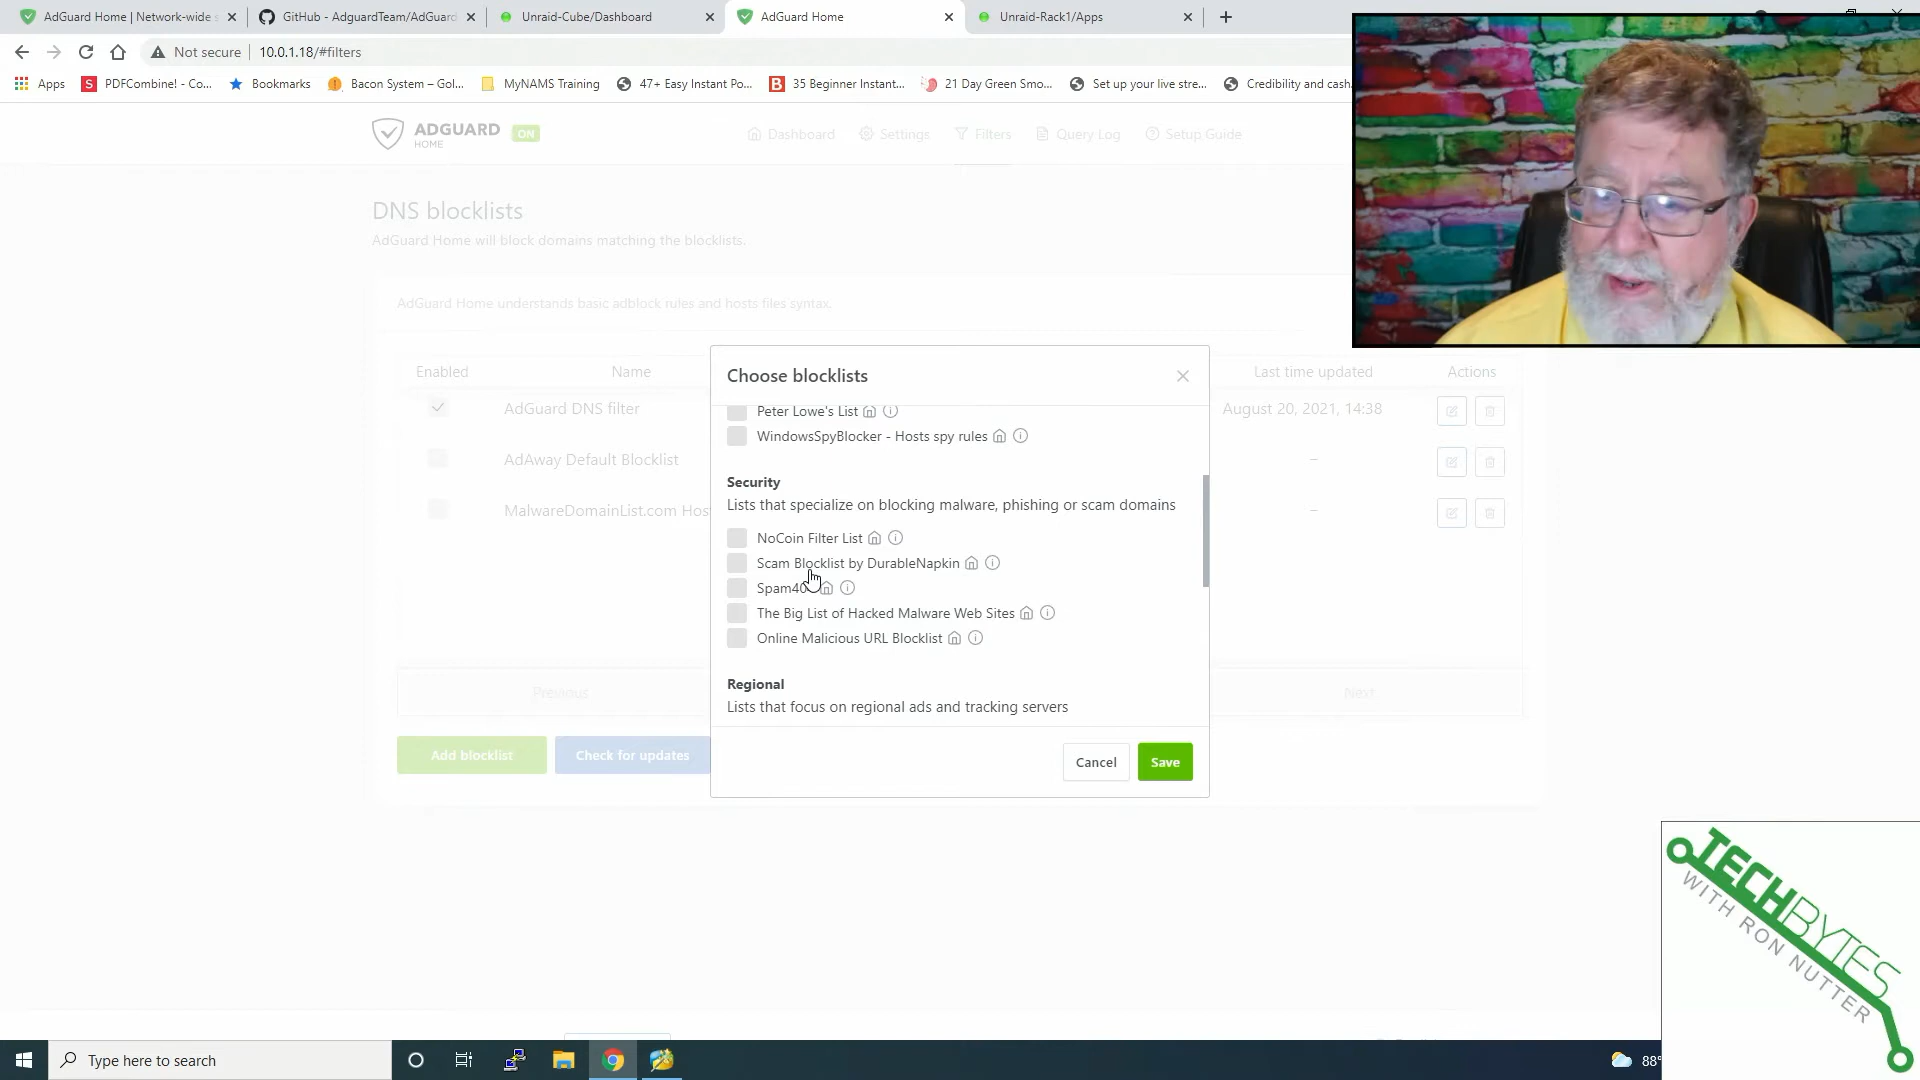 AdGuard Home | Network-wide s
GitHub - AdguardTeam/AdGuard
Unraid-Cube/Dashboard
AdGuard Home
Unraid-Rack1/Apps
Not secure
10.0.1.18/#filters
Apps
PDFCombine! - Co...
Bookmarks
Bacon System – Gol...
MyNAMS Training
47+ Easy Instant Po...
35 Beginner Instant...
21 Day Green Smo...
Set up your live stre...
Credibility and cash
ADGUARD
HOME
ON
Dashboard
Settings
Filters
Query Log
Setup Guide
DNS blocklists
AdGuard Home will block domains matching the blocklists.
AdGuard Home understands basic adblock rules and hosts files syntax.
Enabled
Name
Last time updated
Actions
AdGuard DNS filter
August 20, 2021, 14:38
AdAway Default Blocklist
–
MalwareDomainList.com Hos
–
Choose blocklists
Peter Lowe's List
WindowsSpyBlocker - Hosts spy rules
Security
Lists that specialize on blocking malware, phishing or scam domains
NoCoin Filter List
Scam Blocklist by DurableNapkin
Spam40
The Big List of Hacked Malware Web Sites
Online Malicious URL Blocklist
Regional
Lists that focus on regional ads and tracking servers
Cancel
Save
Previous
Next
Add blocklist
Check for updates
TECHBYTES
WITH RON NUTTER
Type here to search
88°